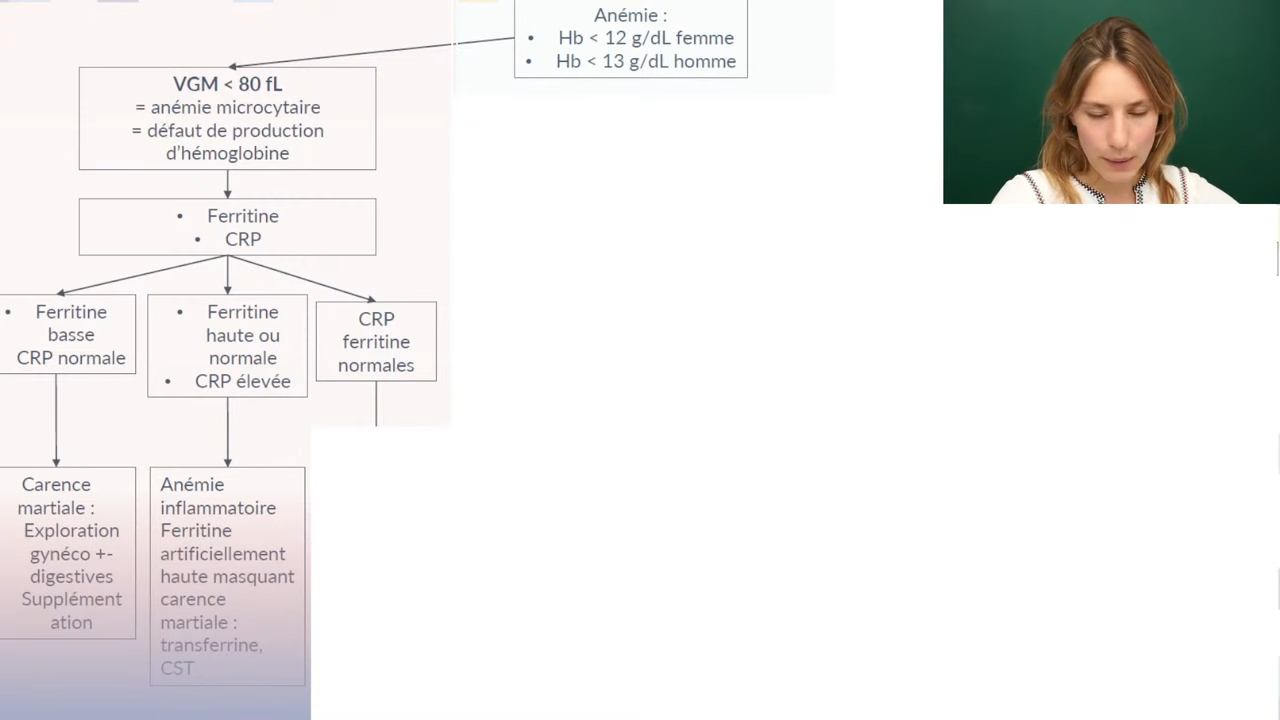 Anémie :
• Hb < 12 g/dL femme
• Hb < 13 g/dL homme
VGM < 80 fL
= anémie microcytaire
= défaut de production
d’hémoglobine
• Ferritine
• CRP
• Ferritine
basse
CRP normale
• Ferritine
haute ou
normale
• CRP élevée
CRP
ferritine
normales
Carence
martiale :
Exploration
gynéco +-
digestives
Supplément
ation
Anémie
inflammatoire
Ferritine
artificiellement
haute masquant
carence
martiale :
transferrine,
CST